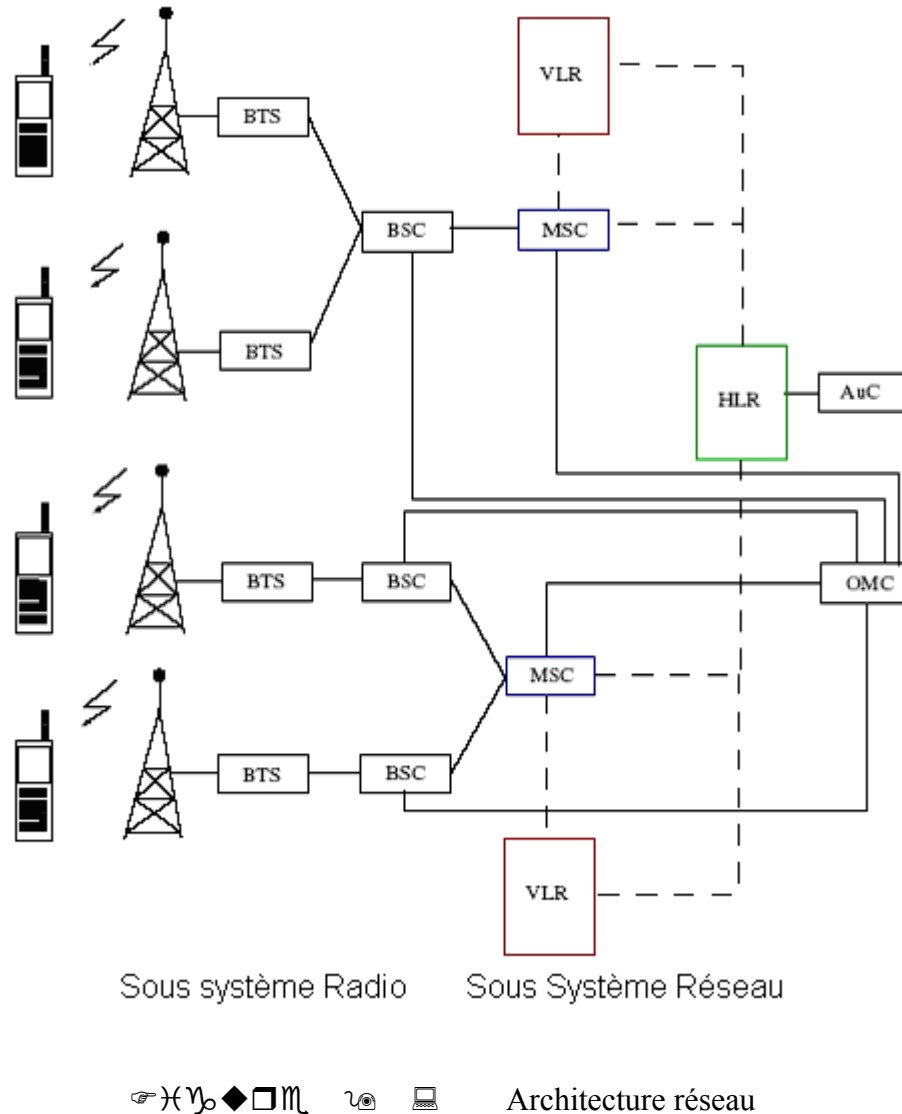 VLR
BTS
BSC
MSC
BTS
HLR
AuC
BTS
BSC
OMC
MSC
BTS
BSC
VLR
Sous système Radio
Sous Système Réseau
☞♓♑◆❒♏ Architecture réseau